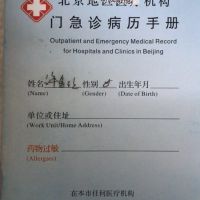 北京地区医疗机构
门急诊病历手册
Outpatient and Emergency Medical Record
for Hospitals and Clinics in Beijing
姓名 性别 出生年月
(Name) (Gender) (Date of Birth)
单位或住址
(Work Unit/Home Address)
药物过敏
(Allergies)
在本市任何医疗机构